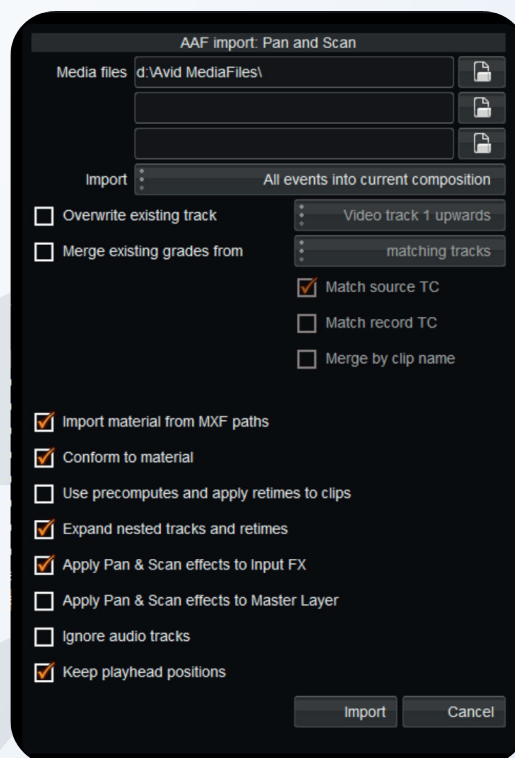 AAF import: Pan and Scan
Media files d:\Avid MediaFiles\
Import All events into current composition
Overwrite existing track Video track 1 upwards
Merge existing grades from matching tracks
Match source TC
Match record TC
Merge by clip name
Import material from MXF paths
Conform to material
Use precomputes and apply retimes to clips
Expand nested tracks and retimes
Apply Pan & Scan effects to Input FX
Apply Pan & Scan effects to Master Layer
Ignore audio tracks
Keep playhead positions
Import Cancel